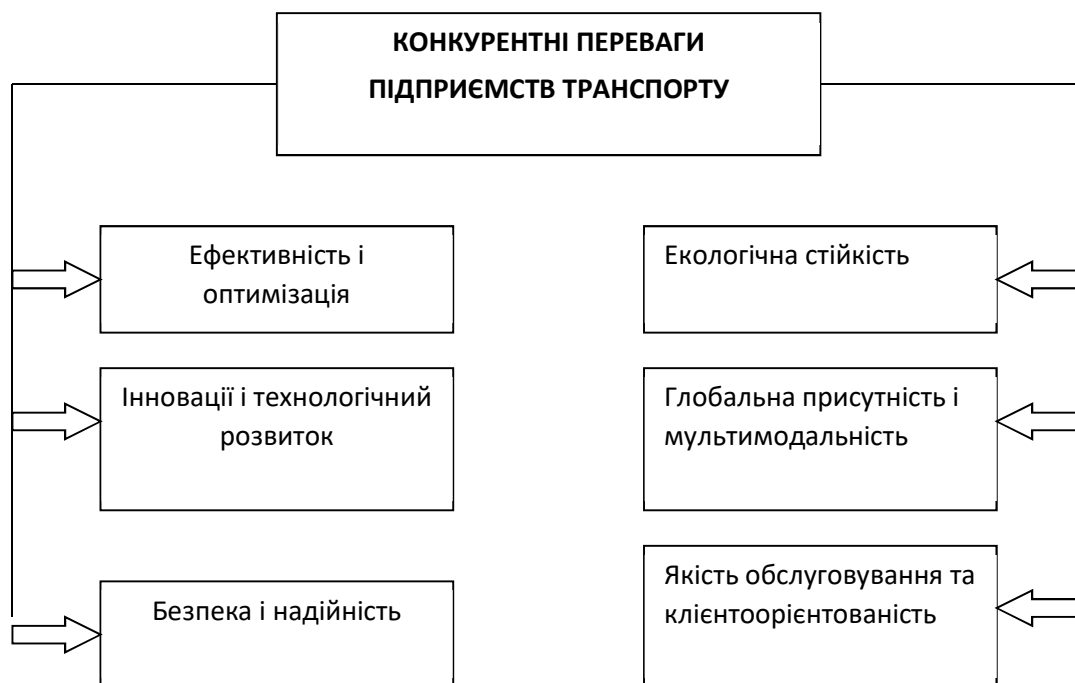 КОНКУРЕНТНІ ПЕРЕВАГИ
ПІДПРИЄМСТВ ТРАНСПОРТУ
Ефективність і
оптимізація
Екологічна стійкість
Інновації і технологічний
розвиток
Глобальна присутність і
мультимодальність
Безпека і надійність
Якість обслуговування та
клієнтоорієнтованість